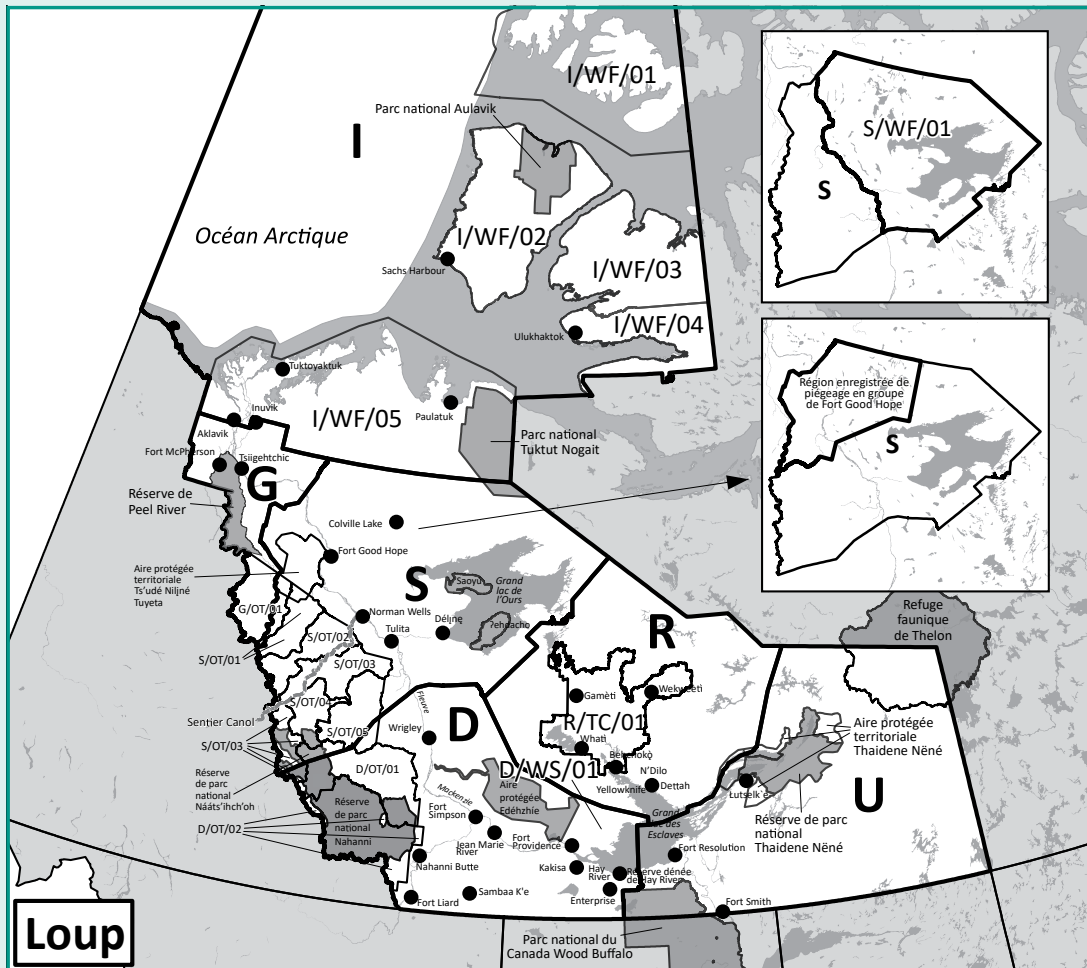 I/WF/01
Parc national Aulavik
I
S/WF/01
S
Océan Arctique
I/WF/02
Sachs Harbour
I/WF/03
I/WF/04
Ulukhaktok
Région enregistrée de
piégeage en groupe
de Fort Good Hope
S
Tuktoyaktuk
I/WF/05
Paulatuk
Inuvik
Aklavik
Parc national
Tuktut Nogait
Fort McPherson
Tsiigehtchic
G
Réserve de
Peel River
Colville Lake
Fort Good Hope
Aire protégée
territoriale
Ts'udé Nilįné
Tuyeta
S
Saoyú
Grand
lac de
l'Ours
ʔehdacho
G/OT/01
Norman Wells
Tulita
Délįnę
S/OT/01
S/OT/02
S/OT/03
S/OT/04
S/OT/05
Sentier Canol
S/OT/03
Réserve
de parc
national
Nááts'ihch'oh
R
Refuge
faunique
de Thelon
Gamètì
Wekweètì
R/TC/01
Whatì
Behchokǫ̀
Fleuve
Wrigley
D
D/WS/01
N'Dilo
Yellowknife
Dettah
Aire protégée
territoriale
Thaidene Nëné
Łutselk'e
U
Réserve de parc
national
Thaidene Nëné
D/OT/01
D/OT/02
Réserve
de parc
national
Nahanni
Mackenzie
Aire
protégée
Edéhzhíe
Fort
Simpson
Jean Marie
River
Fort
Providence
Grand
lac des
Esclaves
Fort Resolution
Nahanni Butte
Kakisa
Hay
River
Réserve dénée
de Hay River
Enterprise
Sambaa K'e
Fort Liard
Fort Smith
Parc national du
Canada Wood Buffalo
Loup